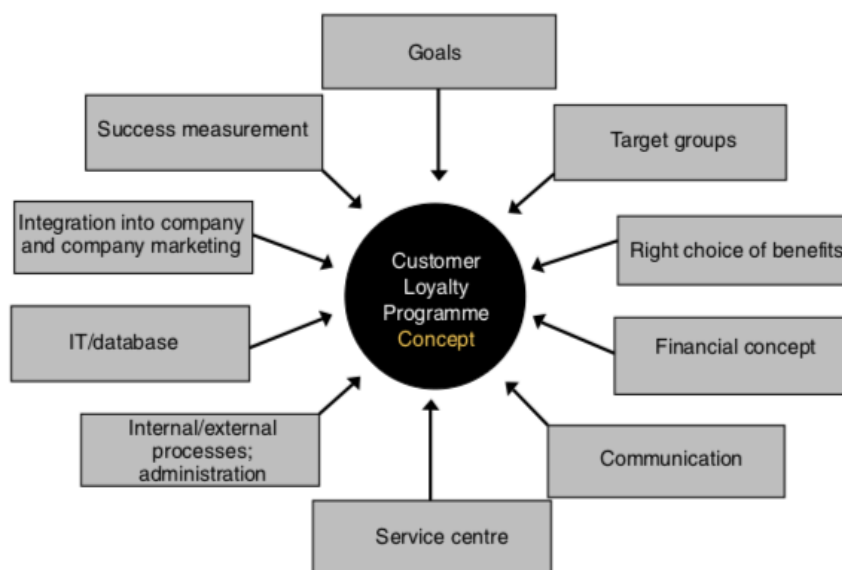 Goals
Success measurement
Target groups
Integration into company
and company marketing
Right choice of benefits
Customer
Loyalty
Programme
Concept
IT/database
Financial concept
Internal/external
processes;
administration
Communication
Service centre